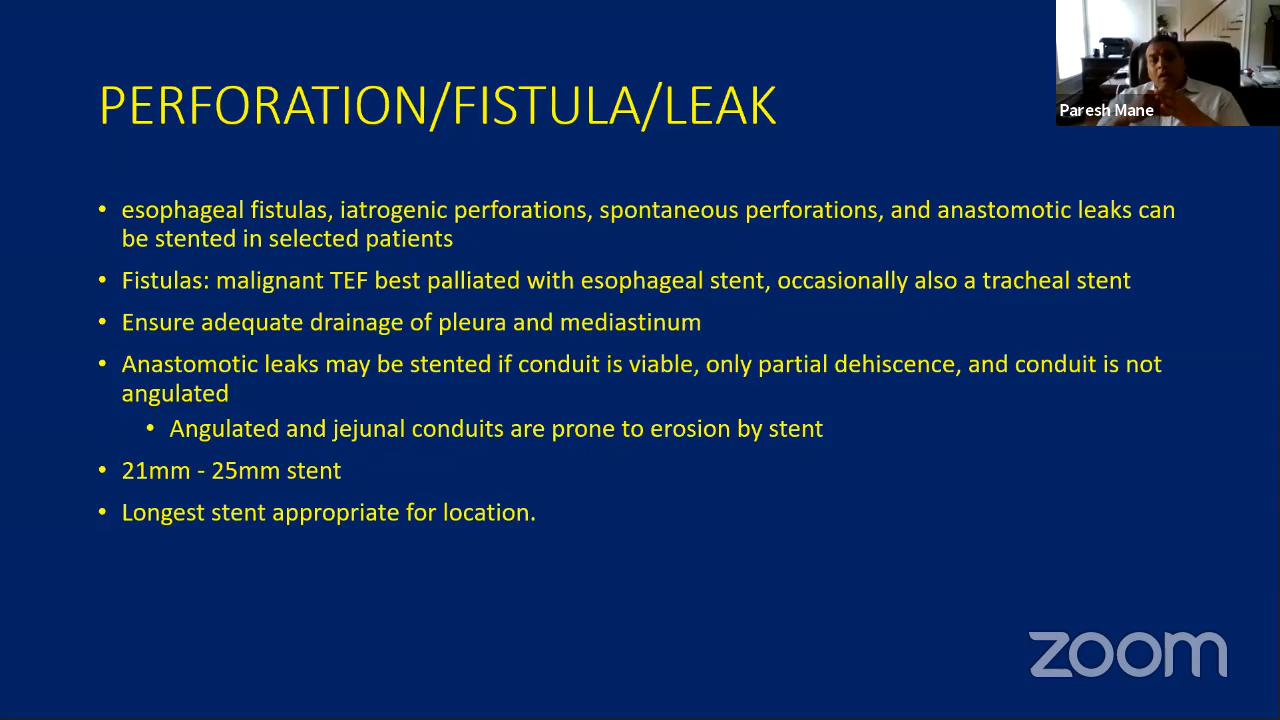 PERFORATION/FISTULA/LEAK
Paresh Mane
• esophageal fistulas, iatrogenic perforations, spontaneous perforations, and anastomotic leaks can
be stented in selected patients
• Fistulas: malignant TEF best palliated with esophageal stent, occasionally also a tracheal stent
• Ensure adequate drainage of pleura and mediastinum
• Anastomotic leaks may be stented if conduit is viable, only partial dehiscence, and conduit is not
angulated
• Angulated and jejunal conduits are prone to erosion by stent
• 21mm - 25mm stent
• Longest stent appropriate for location.
zoom